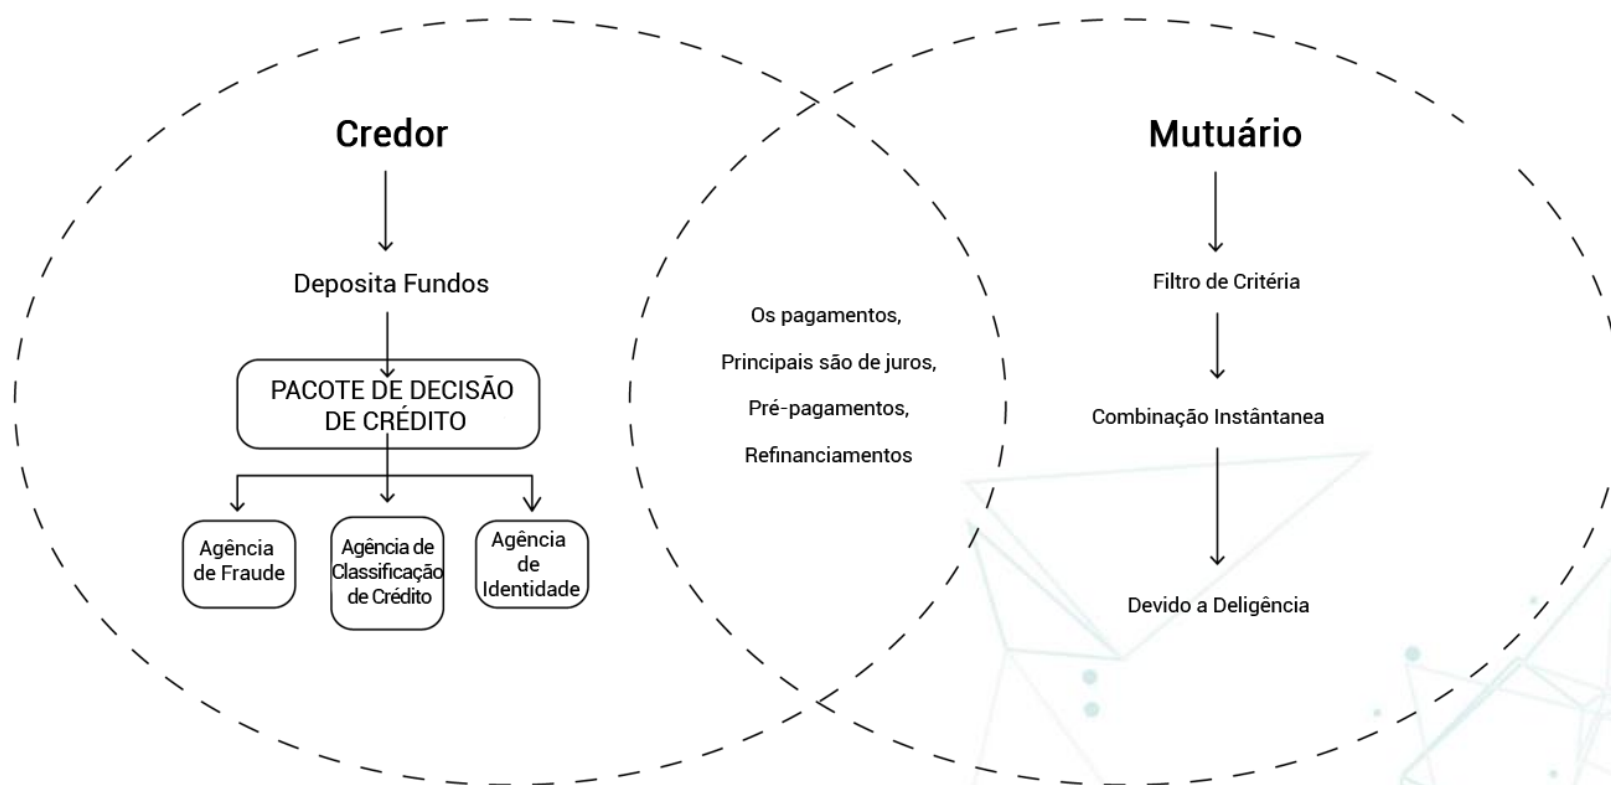 Credor
Deposita Fundos
PACOTE DE DECISÃO
DE CRÉDITO
Agência
de Fraude
Agência de
Classificação
de Crédito
Agência
de
Identidade
Os pagamentos,
Principais são de juros,
Pré-pagamentos,
Refinanciamentos
Mutuário
Filtro de Critéria
Combinação Instântanea
Devido a Deligência